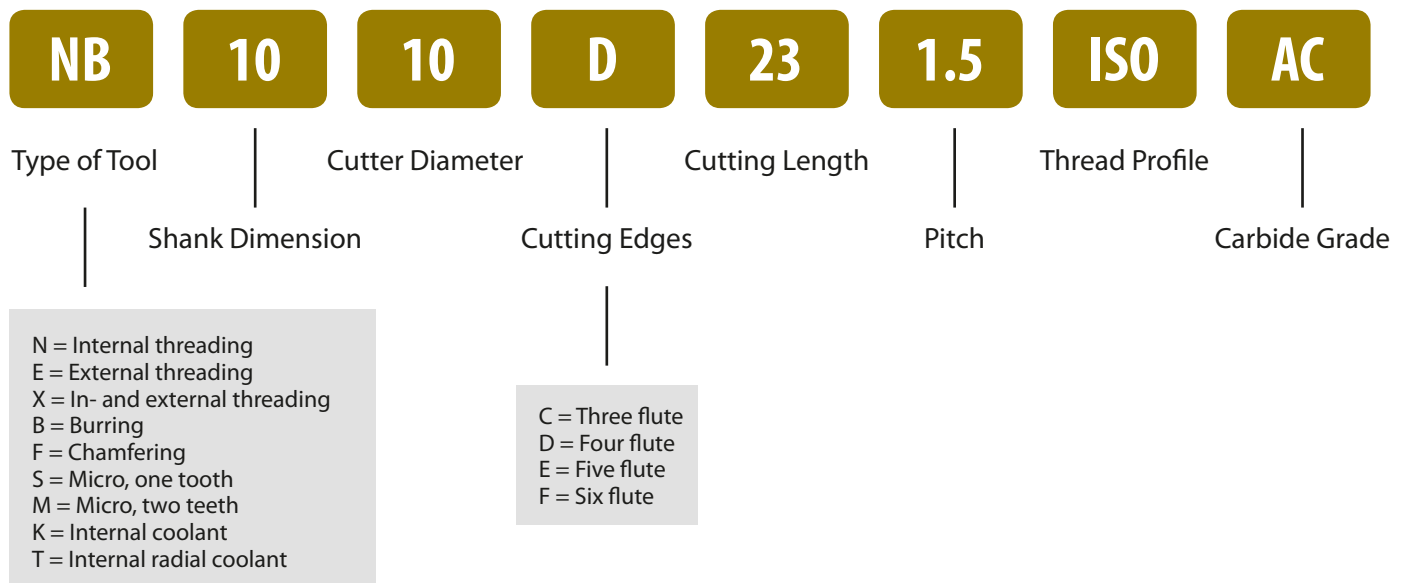 NB 10 10 D 23 1.5 ISO AC
Type of Tool Cutter Diameter Cutting Length Thread Profile
Shank Dimension Cutting Edges Pitch Carbide Grade
N = Internal threading
E = External threading
X = In- and external threading
B = Burring
F = Chamfering
S = Micro, one tooth
M = Micro, two teeth
K = Internal coolant
T = Internal radial coolant
C = Three flute
D = Four flute
E = Five flute
F = Six flute